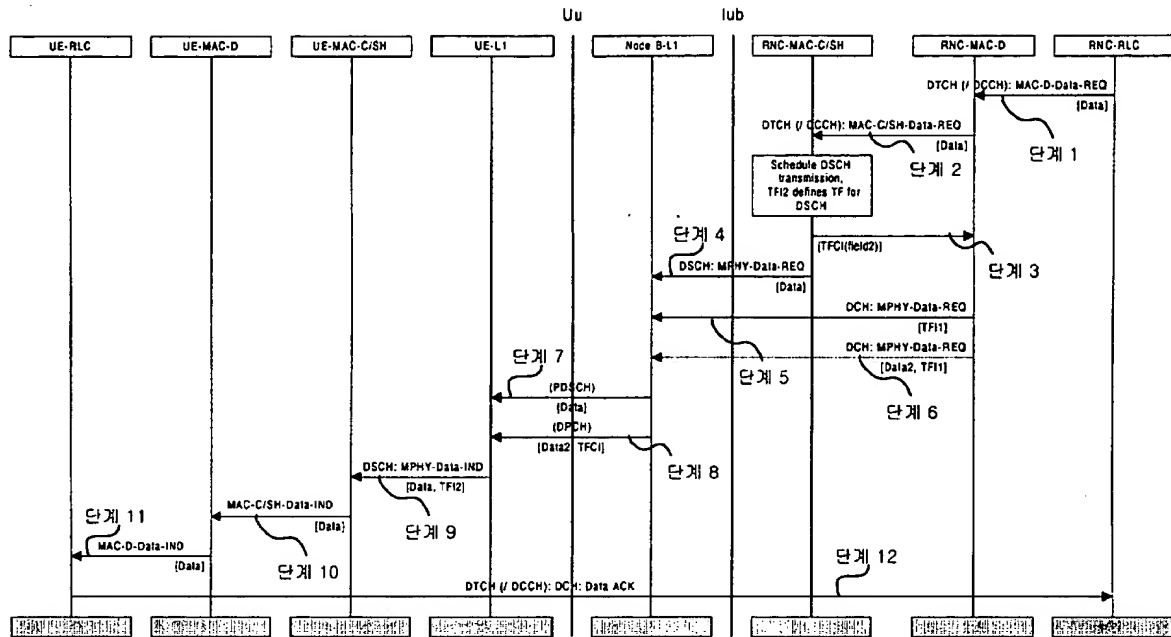 Uu
Iub
UE-RLC
UE-MAC-D
UE-MAC-C/SH
UE-L1
Node B-L1
RNC-MAC-C/SH
RNC-MAC-D
RNC-RLC
DTCH (/ DCCH): MAC-D-Data-REQ
[Data]
단계 1
DTCH (/ DCCH): MAC-C/SH-Data-REQ
[Data]
단계 2
Schedule DSCH
transmission,
TFI2 defines TF for
DSCH
[TFCI(field2)]
단계 3
단계 4
DSCH: MPHY-Data-REQ
[Data]
DCH: MPHY-Data-REQ
[TFI1]
단계 5
DCH: MPHY-Data-REQ
[Data2, TFI1]
단계 6
단계 7
(PDSCH)
[Data]
(DPCH)
[Data2, TFCI]
단계 8
DSCH: MPHY-Data-IND
[Data, TFI2]
단계 9
MAC-C/SH-Data-IND
[Data]
단계 10
단계 11
MAC-D-Data-IND
[Data]
단계 12
DTCH (/ DCCH): DCH: Data ACK